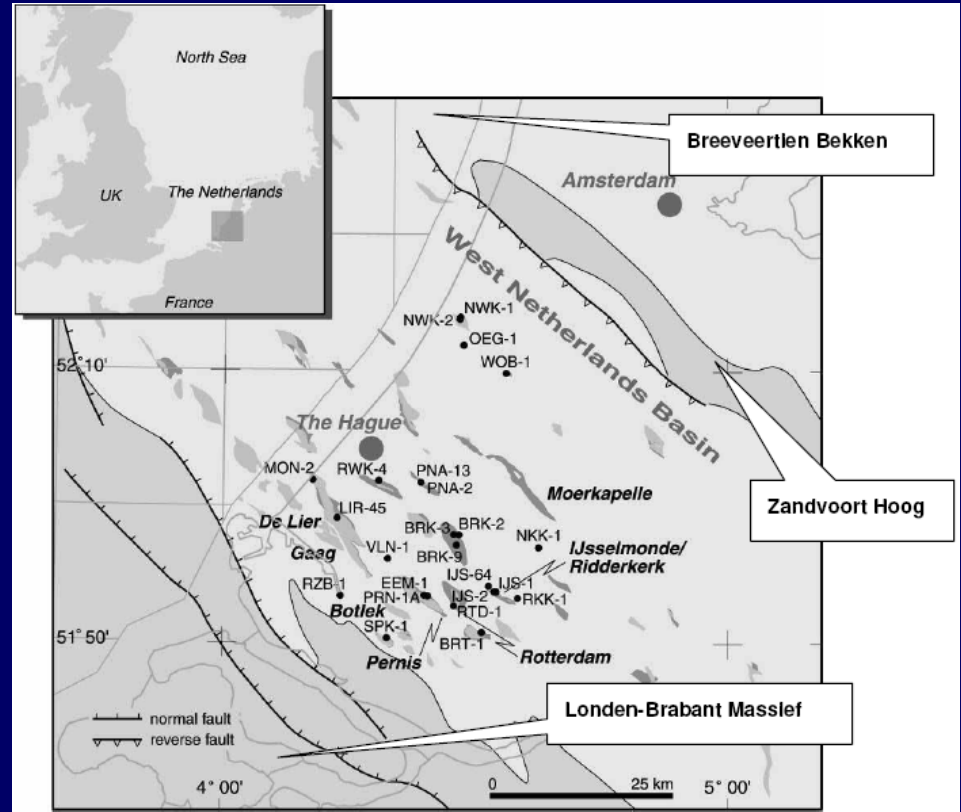 North Sea
UK
The Netherlands
France
Breeveertlen Bekken
Amsterdam
West Netherlands Basin
NWK-1
NWK-2
OEG-1
52°10'
WOB-1
The Hague
MON-2
RWK-4
PNA-13
PNA-2
Moerkapelle
Zandvoort Hoog
LIR-45
De Lier
BRK-3
BRK-2
NKK-1
Gaag
VLN-1
BRK-9
IJsselmonde/
Ridderkerk
RZB-1
EEM-1
IJS-64
IJS-1
PRN-1A
IJS-2
RKK-1
Botlek
RTD-1
SPK-1
51°50'
BRT-1
Pernis
Rotterdam
Londen-Brabant Massief
normal fault
reverse fault
4° 00'
0
25 km
5° 00'